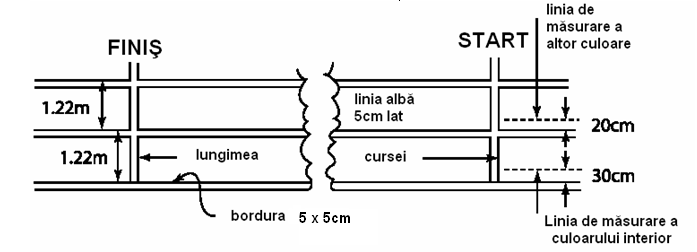 linia de
măsurare a
altor culoare
FINIŞ
START
1.22m
linia albă
5cm lat
20cm
1.22m
lungimea
cursei
30cm
bordura 5 x 5cm
Linia de măsurare a
culoarului interior